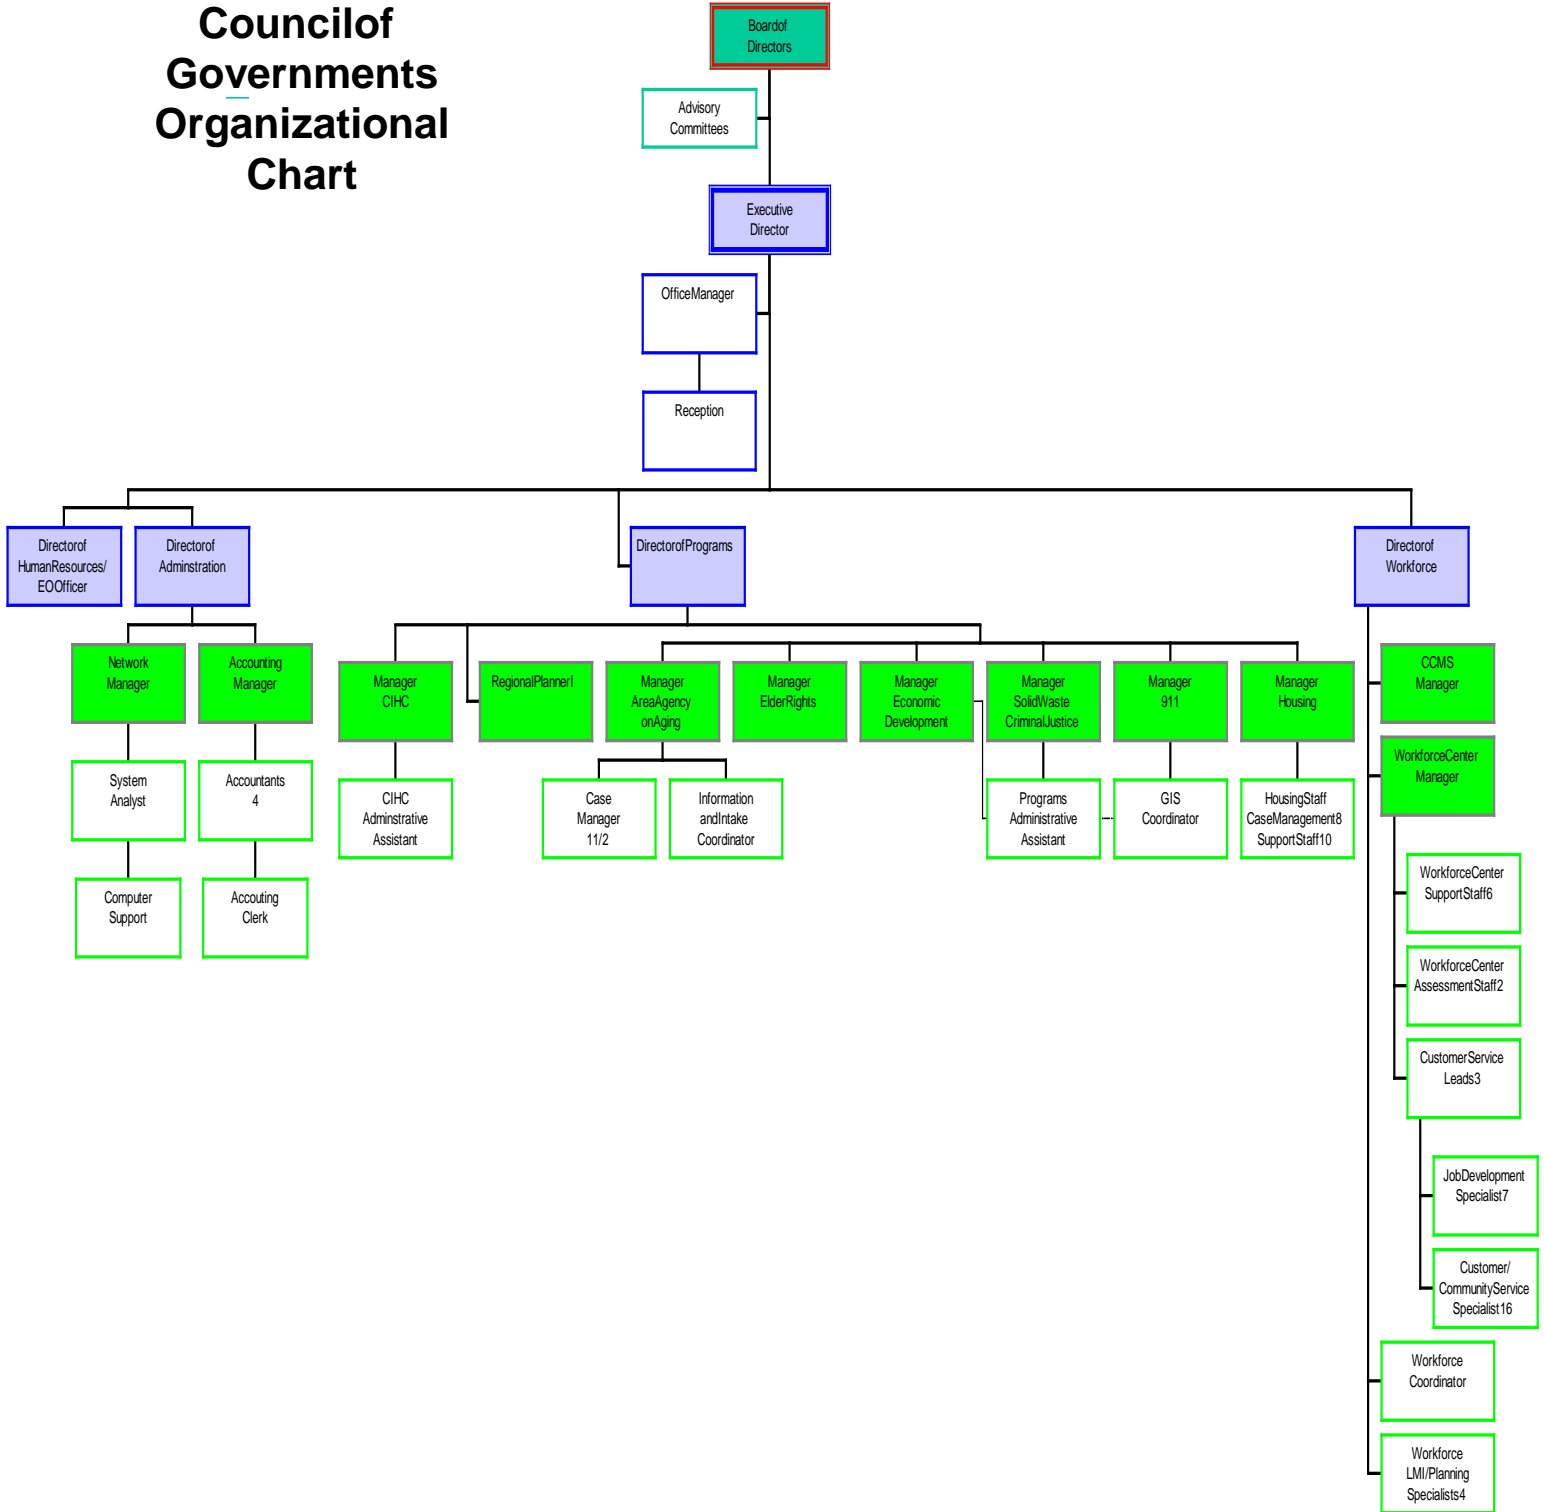 Councilof
Governments
Organizational
Chart
Boardof
Directors
Advisory
Committees
Executive
Director
OfficeManager
Reception
Directorof
HumanResources/
EOOfficer
Directorof
Adminstration
DirectorofPrograms
Directorof
Workforce
Network
Manager
Accounting
Manager
Manager
CIHC
RegionalPlannerI
Manager
AreaAgency
onAging
Manager
ElderRights
Manager
Economic
Development
Manager
SolidWaste
CriminalJustice
Manager
911
Manager
Housing
CCMS
Manager
WorkforceCenter
Manager
System
Analyst
Accountants
4
CIHC
Adminstrative
Assistant
Case
Manager
11/2
Information
andIntake
Coordinator
Programs
Administrative
Assistant
GIS
Coordinator
HousingStaff
CaseManagement8
SupportStaff10
Computer
Support
Accouting
Clerk
WorkforceCenter
SupportStaff6
WorkforceCenter
AssessmentStaff2
CustomerService
Leads3
JobDevelopment
Specialist7
Customer/
CommunityService
Specialist16
Workforce
Coordinator
Workforce
LMI/Planning
Specialists4